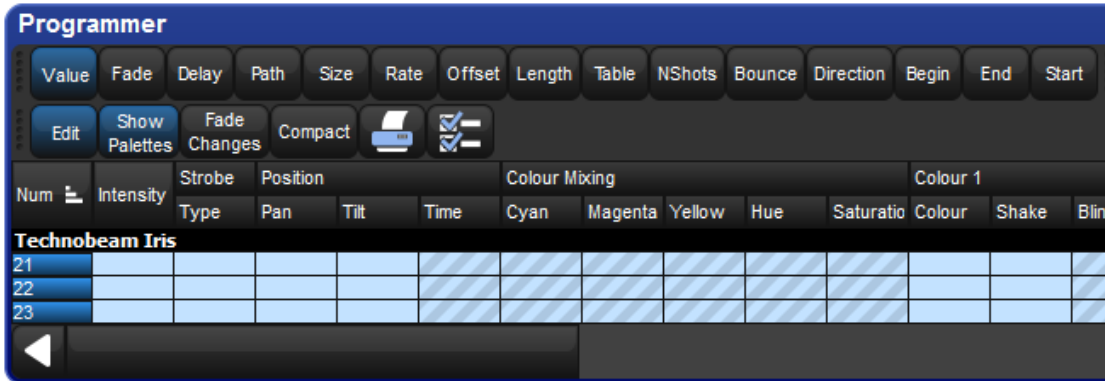 Programmer
Value Fade Delay Path Size Rate Offset Length Table NShots Bounce Direction Begin End Start
Edit Show Palettes Fade Changes Compact
Num Intensity Strobe Position Colour Mixing Colour 1
Type Pan Tilt Time Cyan Magenta Yellow Hue Saturatio Colour Shake Blin
Technobeam Iris
21
22
23